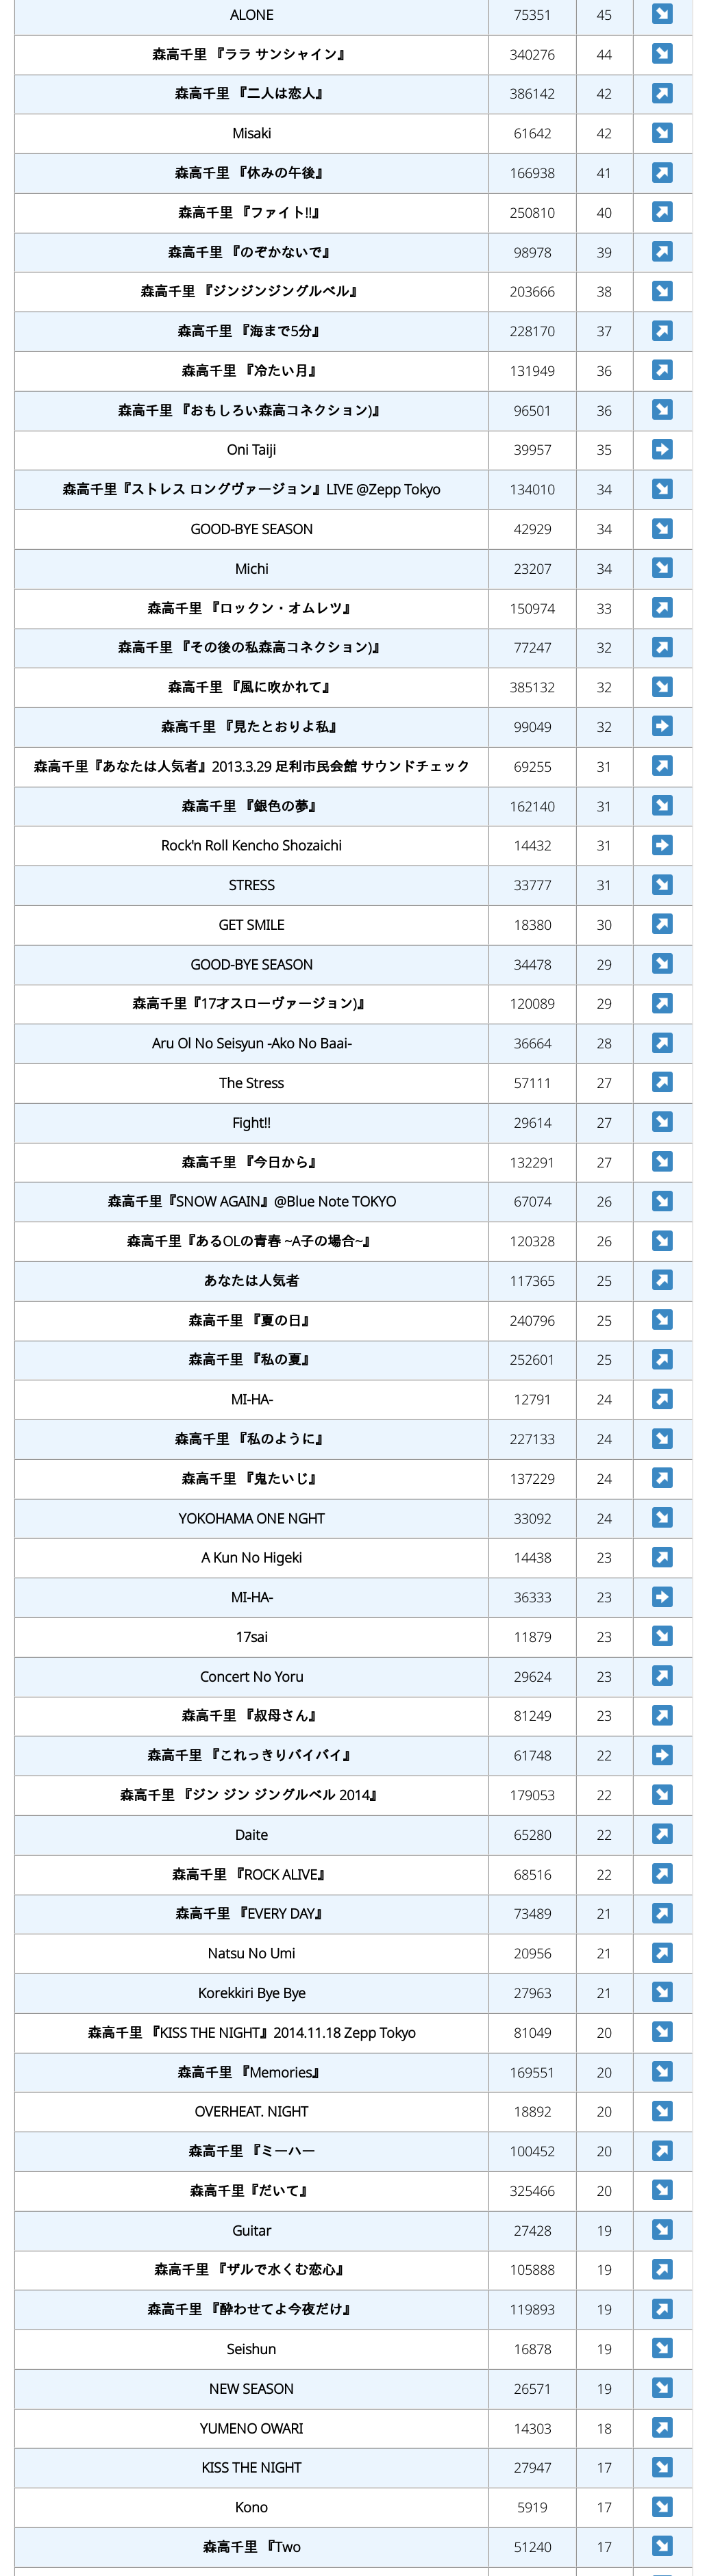 ALONE 75351 45 ↘
森高千里 『ララ サンシャイン』 340276 44 ↘
森高千里 『二人は恋人』 386142 42 ↗
Misaki 61642 42 ↘
森高千里 『休みの午後』 166938 41 ↗
森高千里 『ファイト!!』 250810 40 ↗
森高千里 『のぞかないで』 98978 39 ↗
森高千里 『ジンジンジングルベル』 203666 38 ↘
森高千里 『海まで5分』 228170 37 ↗
森高千里 『冷たい月』 131949 36 ↗
森高千里 『おもしろい森高コネクション)』 96501 36 ↘
Oni Taiji 39957 35 ➡
森高千里『ストレス ロングヴァージョン』LIVE @Zepp Tokyo 134010 34 ↘
GOOD-BYE SEASON 42929 34 ↘
Michi 23207 34 ↘
森高千里 『ロックン・オムレツ』 150974 33 ↗
森高千里 『その後の私森高コネクション)』 77247 32 ↗
森高千里 『風に吹かれて』 385132 32 ↘
森高千里 『見たとおりよ私』 99049 32 ➡
森高千里『あなたは人気者』2013.3.29 足利市民会館 サウンドチェック 69255 31 ↗
森高千里 『銀色の夢』 162140 31 ↘
Rock'n Roll Kencho Shozaichi 14432 31 ➡
STRESS 33777 31 ↘
GET SMILE 18380 30 ↗
GOOD-BYE SEASON 34478 29 ↘
森高千里『17才スローヴァージョン)』 120089 29 ↗
Aru Ol No Seisyun -Ako No Baai- 36664 28 ↗
The Stress 57111 27 ↗
Fight!! 29614 27 ↘
森高千里 『今日から』 132291 27 ↘
森高千里『SNOW AGAIN』@Blue Note TOKYO 67074 26 ↘
森高千里『あるOLの青春 ~A子の場合~』 120328 26 ↘
あなたは人気者 117365 25 ↗
森高千里 『夏の日』 240796 25 ↘
森高千里 『私の夏』 252601 25 ↗
MI-HA- 12791 24 ↗
森高千里 『私のように』 227133 24 ↘
森高千里 『鬼たいじ』 137229 24 ↗
YOKOHAMA ONE NGHT 33092 24 ↘
A Kun No Higeki 14438 23 ↗
MI-HA- 36333 23 ➡
17sai 11879 23 ↘
Concert No Yoru 29624 23 ↗
森高千里 『叔母さん』 81249 23 ↗
森高千里 『これっきりバイバイ』 61748 22 ➡
森高千里 『ジン ジン ジングルベル 2014』 179053 22 ↘
Daite 65280 22 ↗
森高千里 『ROCK ALIVE』 68516 22 ↗
森高千里 『EVERY DAY』 73489 21 ↗
Natsu No Umi 20956 21 ↗
Korekkiri Bye Bye 27963 21 ↘
森高千里 『KISS THE NIGHT』2014.11.18 Zepp Tokyo 81049 20 ↘
森高千里 『Memories』 169551 20 ↘
OVERHEAT. NIGHT 18892 20 ↘
森高千里 『ミーハー 100452 20 ↗
森高千里『だいて』 325466 20 ↘
Guitar 27428 19 ↘
森高千里 『ザルで水くむ恋心』 105888 19 ↗
森高千里 『酔わせてよ今夜だけ』 119893 19 ↗
Seishun 16878 19 ↘
NEW SEASON 26571 19 ↘
YUMENO OWARI 14303 18 ↗
KISS THE NIGHT 27947 17 ↘
Kono 5919 17 ↘
森高千里 『Two 51240 17 ↘